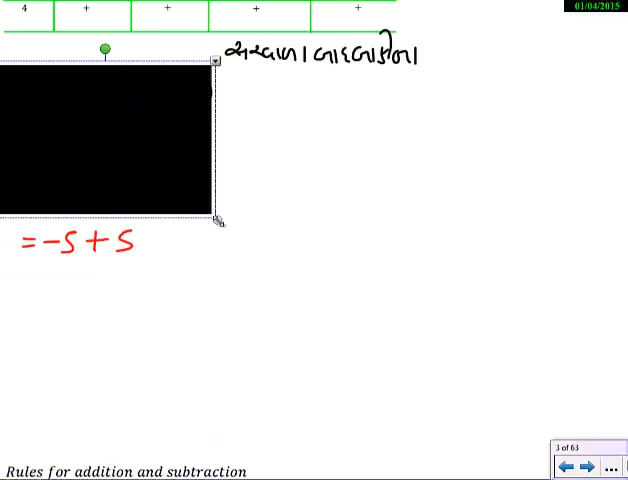 4 + + + +
01/04/2015
= -5 + 5
3 of 63
...
Rules for addition and subtraction